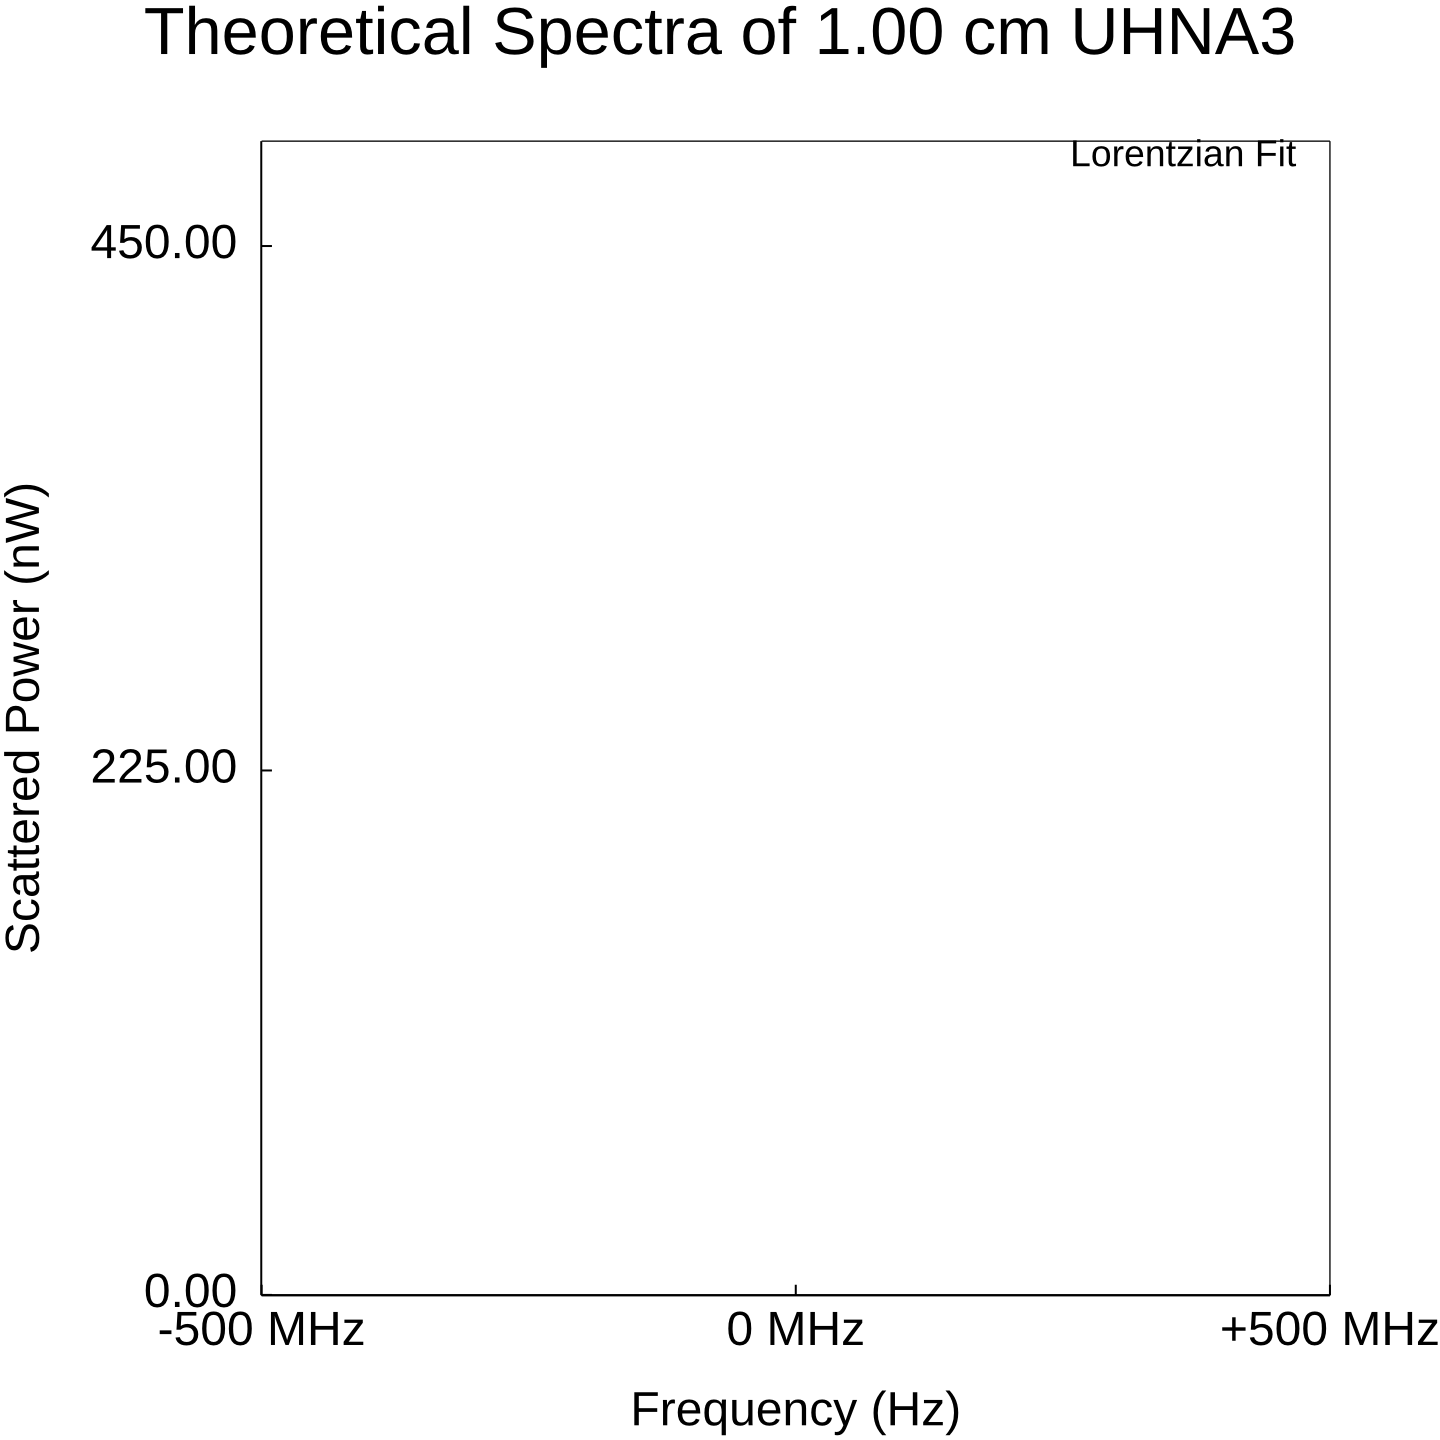 Theoretical Spectra of 1.00 cm UHNA3
Lorentzian Fit
450.00
225.00
0.00
Scattered Power (nW)
-500 MHz
0 MHz
+500 MHz
Frequency (Hz)